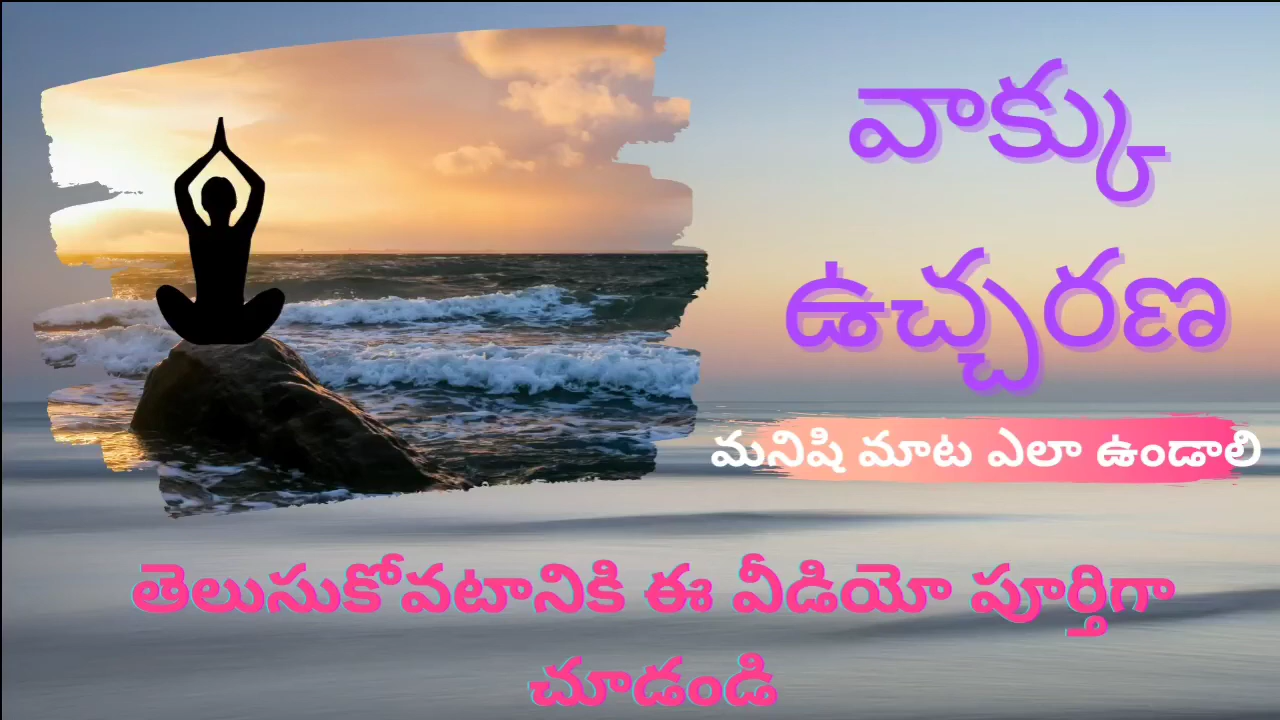 వాక్కు
ఉచ్చరణ
మనిషి మాట ఎలా ఉండాలి
తెలుసుకోవటానికి ఈ వీడియో పూర్తిగా
చూడండి